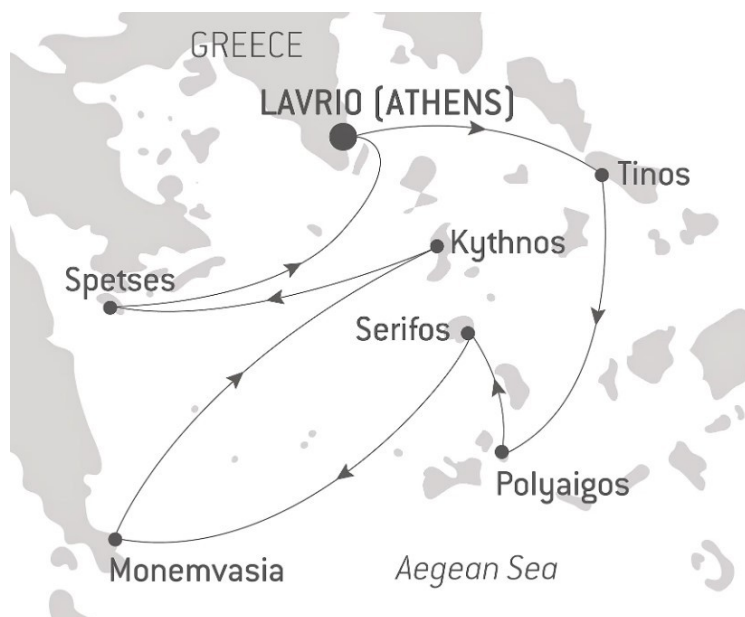 GREECE
LAVRIO (ATHENS)
Tinos
Kythnos
Spetses
Serifos
Polyaigos
Monemvasia
Aegean Sea